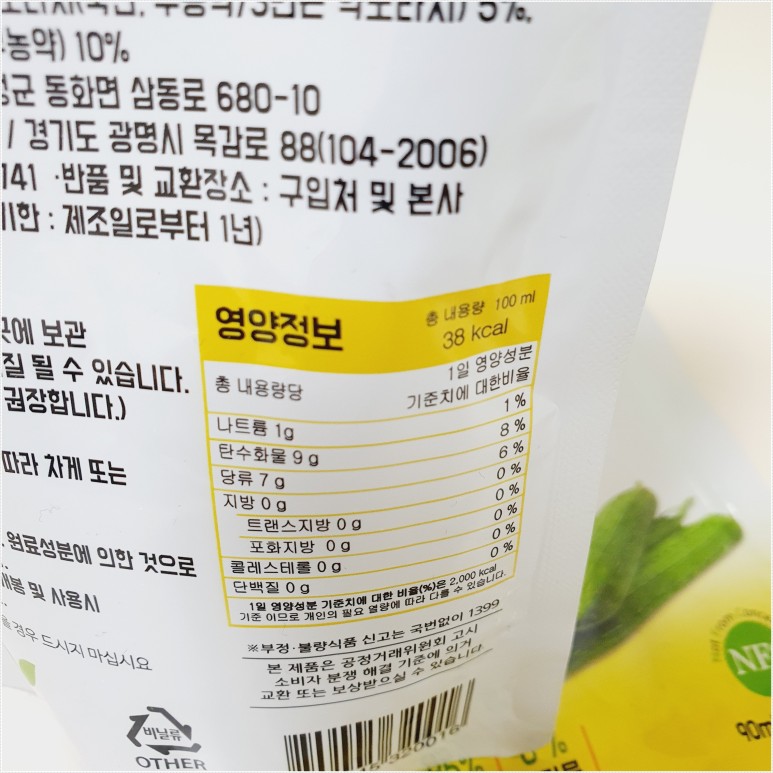 5%.
농약) 10%
동화면 삼동로 680-10
/ 경기도 광명시 목감로 88(104-2006)
141 ·반품 및 교환장소 : 구입처 및 본사
기한 : 제조일로부터 1년)
곳에 보관
질 될 수 있습니다.
권장합니다.)
따라 차게 또는
원료성분에 의한 것으로
개봉 및 사용시
경우 드시지 마십시요
영양정보
총 내용량 100 ml
38 kcal
총 내용량당
1일 영양성분
기준치에 대한비율
나트륨 1g 1 %
탄수화물 9 g 8 %
당류 7 g 6 %
지방 0 g 0 %
트랜스지방 0 g 0 %
포화지방 0 g 0 %
콜레스테롤 0 g 0 %
단백질 0 g 0 %
1일 영양성분 기준치에 대한 비율(%)은 2,000 kcal
기준 이므로 개인의 필요 열량에 따라 다를 수 있습니다.
※부정·불량식품 신고는 국번없이 1399
본 제품은 공정거래위원회 고시
소비자 분쟁 해결 기준에 의거
교환 또는 보상받으실 수 있습니다
비닐류
OTHER
NF
90m